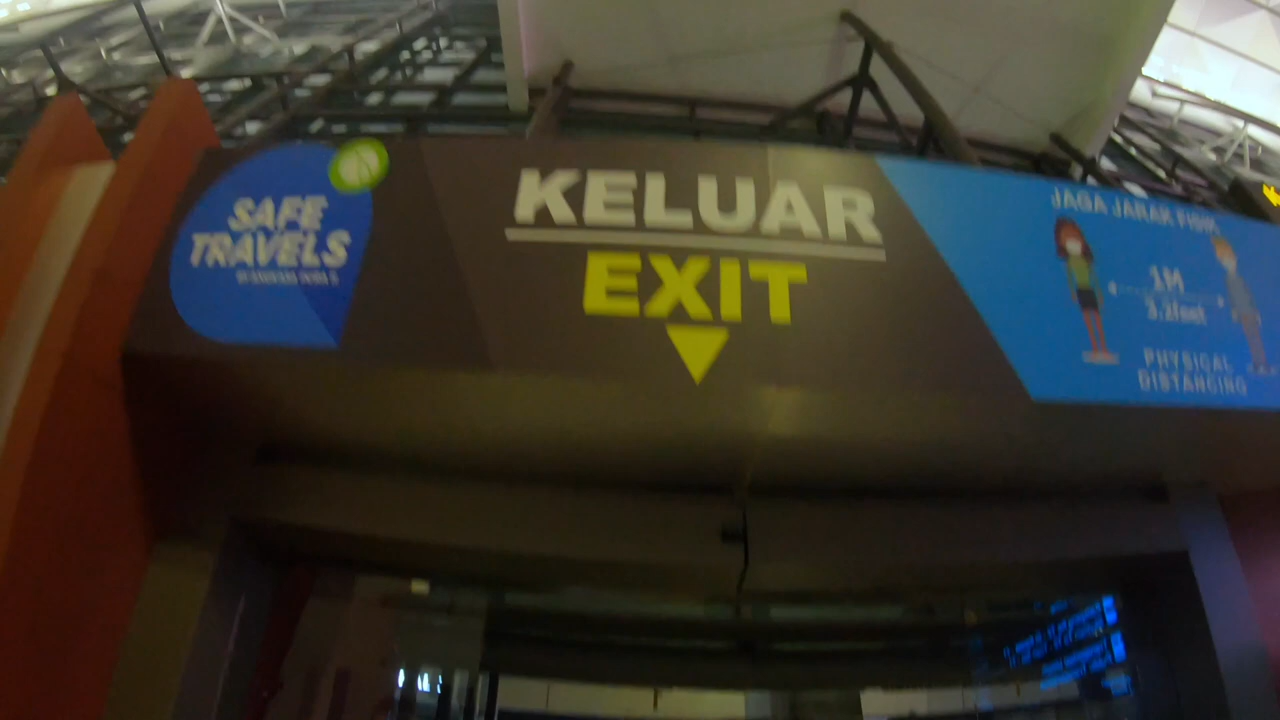 SAFE
TRAVELS
KELUAR
EXIT
JAGA JARAK FISIK
1M
3.2feet
PHYSICAL
DISTANCING